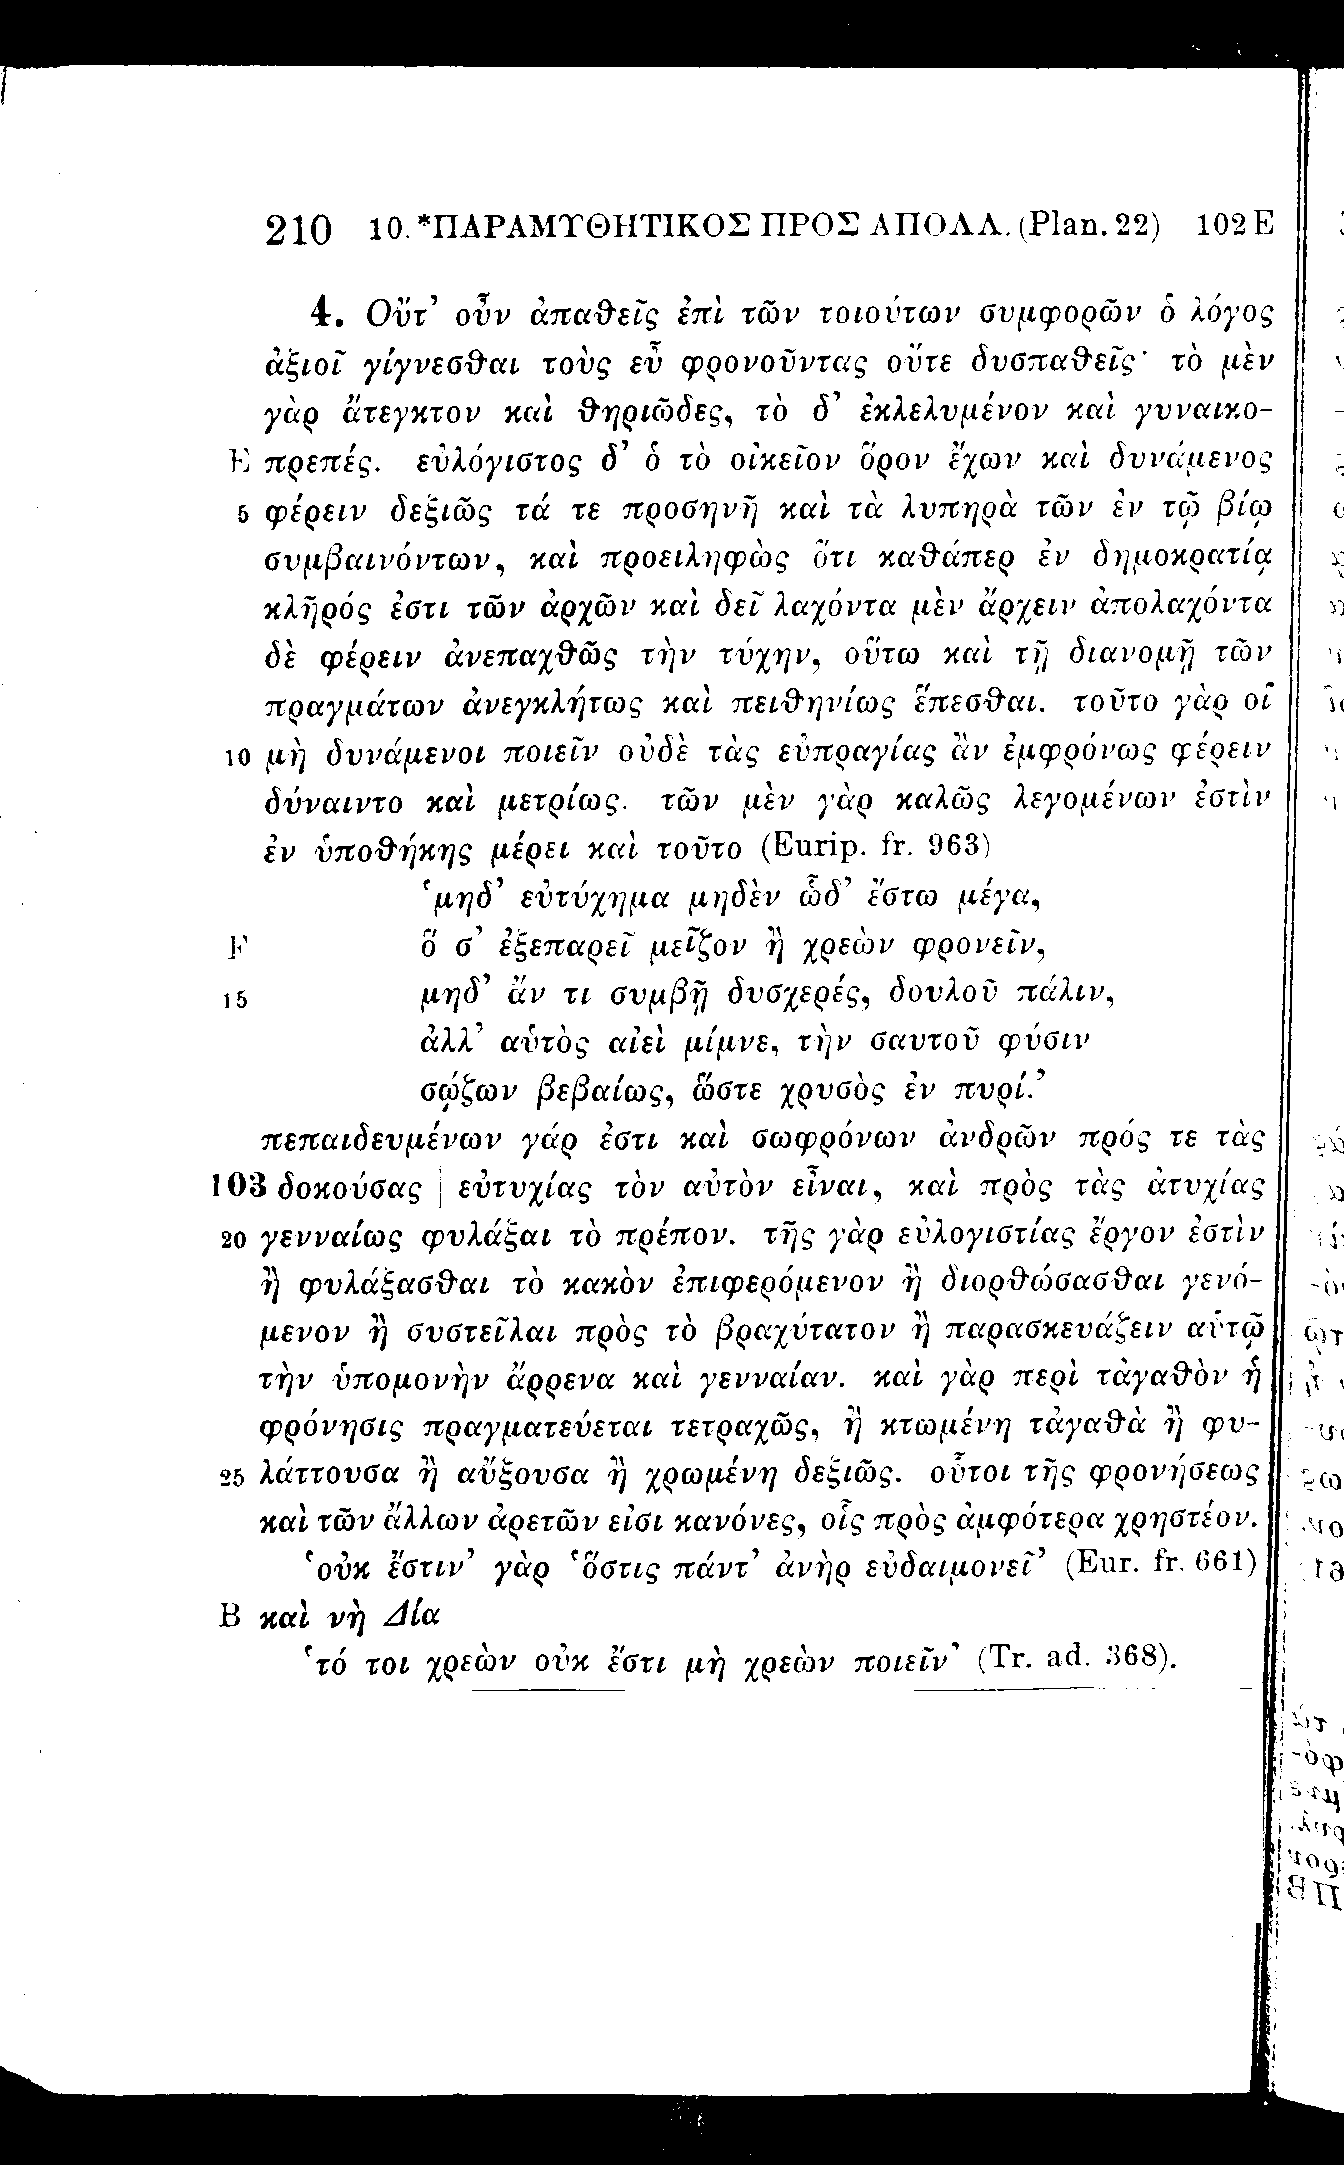 210 10. *ΠΑΡΑΜΥΘΗΤΙΚΟΣ ΠΡΟΣ ΑΠΟΛΛ. (Plan. 22) 102 E
4. Οὔτ’ οὖν ἀπαθεῖς ἐπὶ τῶν τοιούτων συμφορῶν ὁ λόγος
ἀξιοῖ γίγνεσθαι τοὺς εὖ φρονοῦντας οὔτε δυσπαθεῖς· τὸ μὲν
γὰρ ἄτεγκτον καὶ θηριῶδες, τὸ δ’ ἐκλελυμένον καὶ γυναικο-
E πρεπές. εὐλόγιστος δ’ ὁ τὸ οἰκεῖον ὅρον ἔχων καὶ δυνάμενος
5 φέρειν δεξιῶς τά τε προσηνῆ καὶ τὰ λυπηρὰ τῶν ἐν τῷ βίῳ
συμβαινόντων, καὶ προειληφὼς ὅτι καθάπερ ἐν δημοκρατίᾳ
κλῆρός ἐστι τῶν ἀρχῶν καὶ δεῖ λαχόντα μὲν ἄρχειν ἀπολαχόντα
δὲ φέρειν ἀνεπαχθῶς τὴν τύχην, οὕτω καὶ τῇ διανομῇ τῶν
πραγμάτων ἀνεγκλήτως καὶ πειθηνίως ἕπεσθαι. τοῦτο γὰρ οἱ
10 μὴ δυνάμενοι ποιεῖν οὐδὲ τὰς εὐπραγίας ἂν ἐμφρόνως φέρειν
δύναιντο καὶ μετρίως. τῶν μὲν γὰρ καλῶς λεγομένων ἐστὶν
ἐν ὑποθήκης μέρει καὶ τοῦτο (Eurip. fr. 963)
‘μηδ’ εὐτύχημα μηδὲν ὧδ’ ἔστω μέγα,
F ὅ σ’ ἐξεπαρεῖ μεῖζον ἢ χρεὼν φρονεῖν,
15 μηδ’ ἄν τι συμβῇ δυσχερές, δουλοῦ πάλιν,
ἀλλ’ αὑτὸς αἰεὶ μίμνε, τὴν σαυτοῦ φύσιν
σῴζων βεβαίως, ὥστε χρυσὸς ἐν πυρί.’
πεπαιδευμένων γάρ ἐστι καὶ σωφρόνων ἀνδρῶν πρός τε τὰς
103 δοκούσας | εὐτυχίας τὸν αὐτὸν εἶναι, καὶ πρὸς τὰς ἀτυχίας
20 γενναίως φυλάξαι τὸ πρέπον. τῆς γὰρ εὐλογιστίας ἔργον ἐστὶν
ἢ φυλάξασθαι τὸ κακὸν ἐπιφερόμενον ἢ διορθώσασθαι γενό-
μενον ἢ συστεῖλαι πρὸς τὸ βραχύτατον ἢ παρασκευάζειν αὑτῷ
τὴν ὑπομονὴν ἄρρενα καὶ γενναίαν. καὶ γὰρ περὶ τἀγαθὸν ἡ
φρόνησις πραγματεύεται τετραχῶς, ἢ κτωμένη τἀγαθὰ ἢ φυ-
25 λάττουσα ἢ αὔξουσα ἢ χρωμένη δεξιῶς. οὗτοι τῆς φρονήσεως
καὶ τῶν ἄλλων ἀρετῶν εἰσι κανόνες, οἷς πρὸς ἀμφότερα χρηστέον.
‘οὐκ ἔστιν’ γὰρ ‘ὅστις πάντ’ ἀνὴρ εὐδαιμονεῖ’ (Eur. fr. 661)
B καὶ νὴ Δία
‘τό τοι χρεὼν οὐκ ἔστι μὴ χρεὼν ποιεῖν’ (Tr. ad. 368).